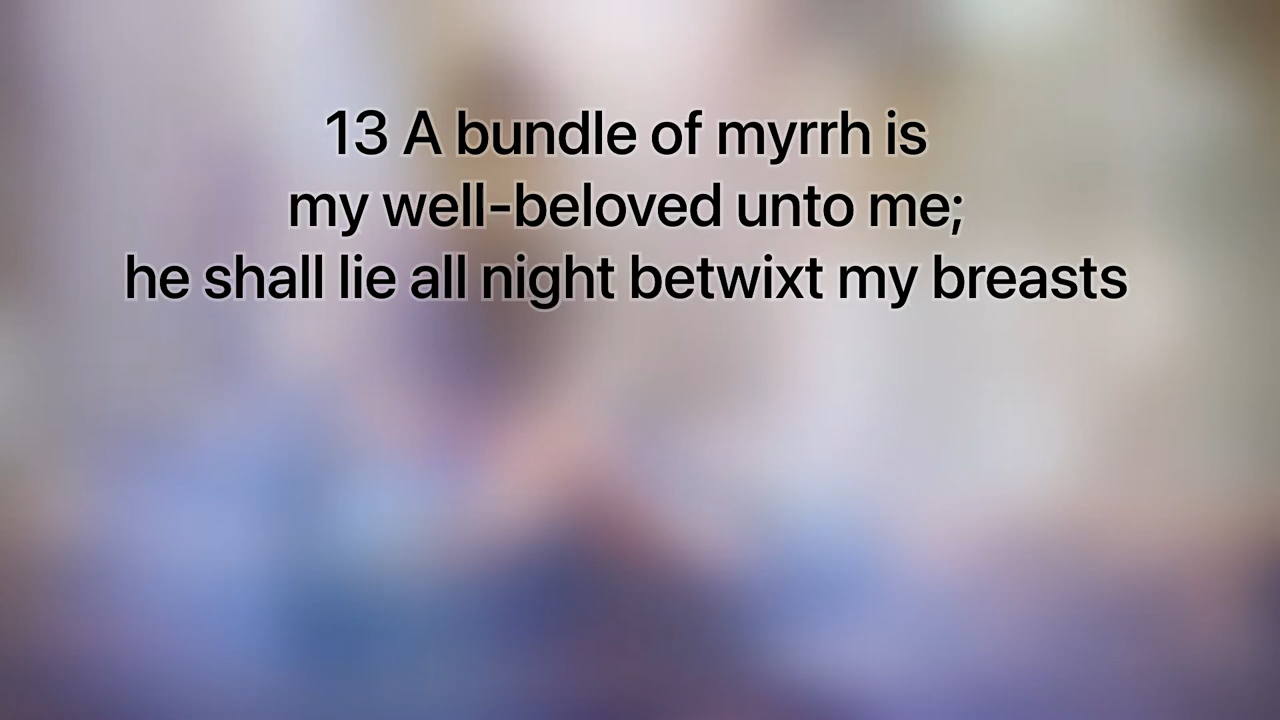 13 A bundle of myrrh is
my well-beloved unto me;
he shall lie all night betwixt my breasts